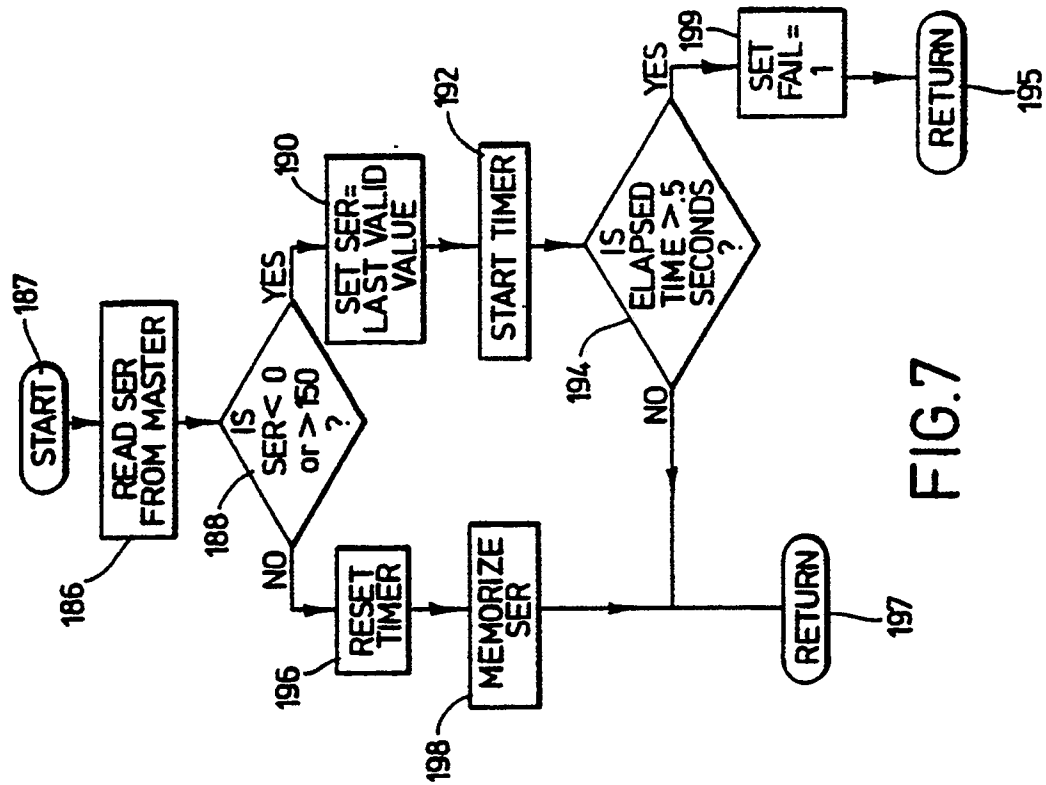 START
187
READ SER
FROM MASTER
186
IS
SER < 0
or > 150
?
188
YES
NO
SET SER=
LAST VALID
VALUE
190
START TIMER
192
RESET
TIMER
196
MEMORIZE
SER
198
IS
ELAPSED
TIME >.5
SECONDS
?
194
YES
NO
SET
FAIL=
1
199
RETURN
195
RETURN
197
FIG.7